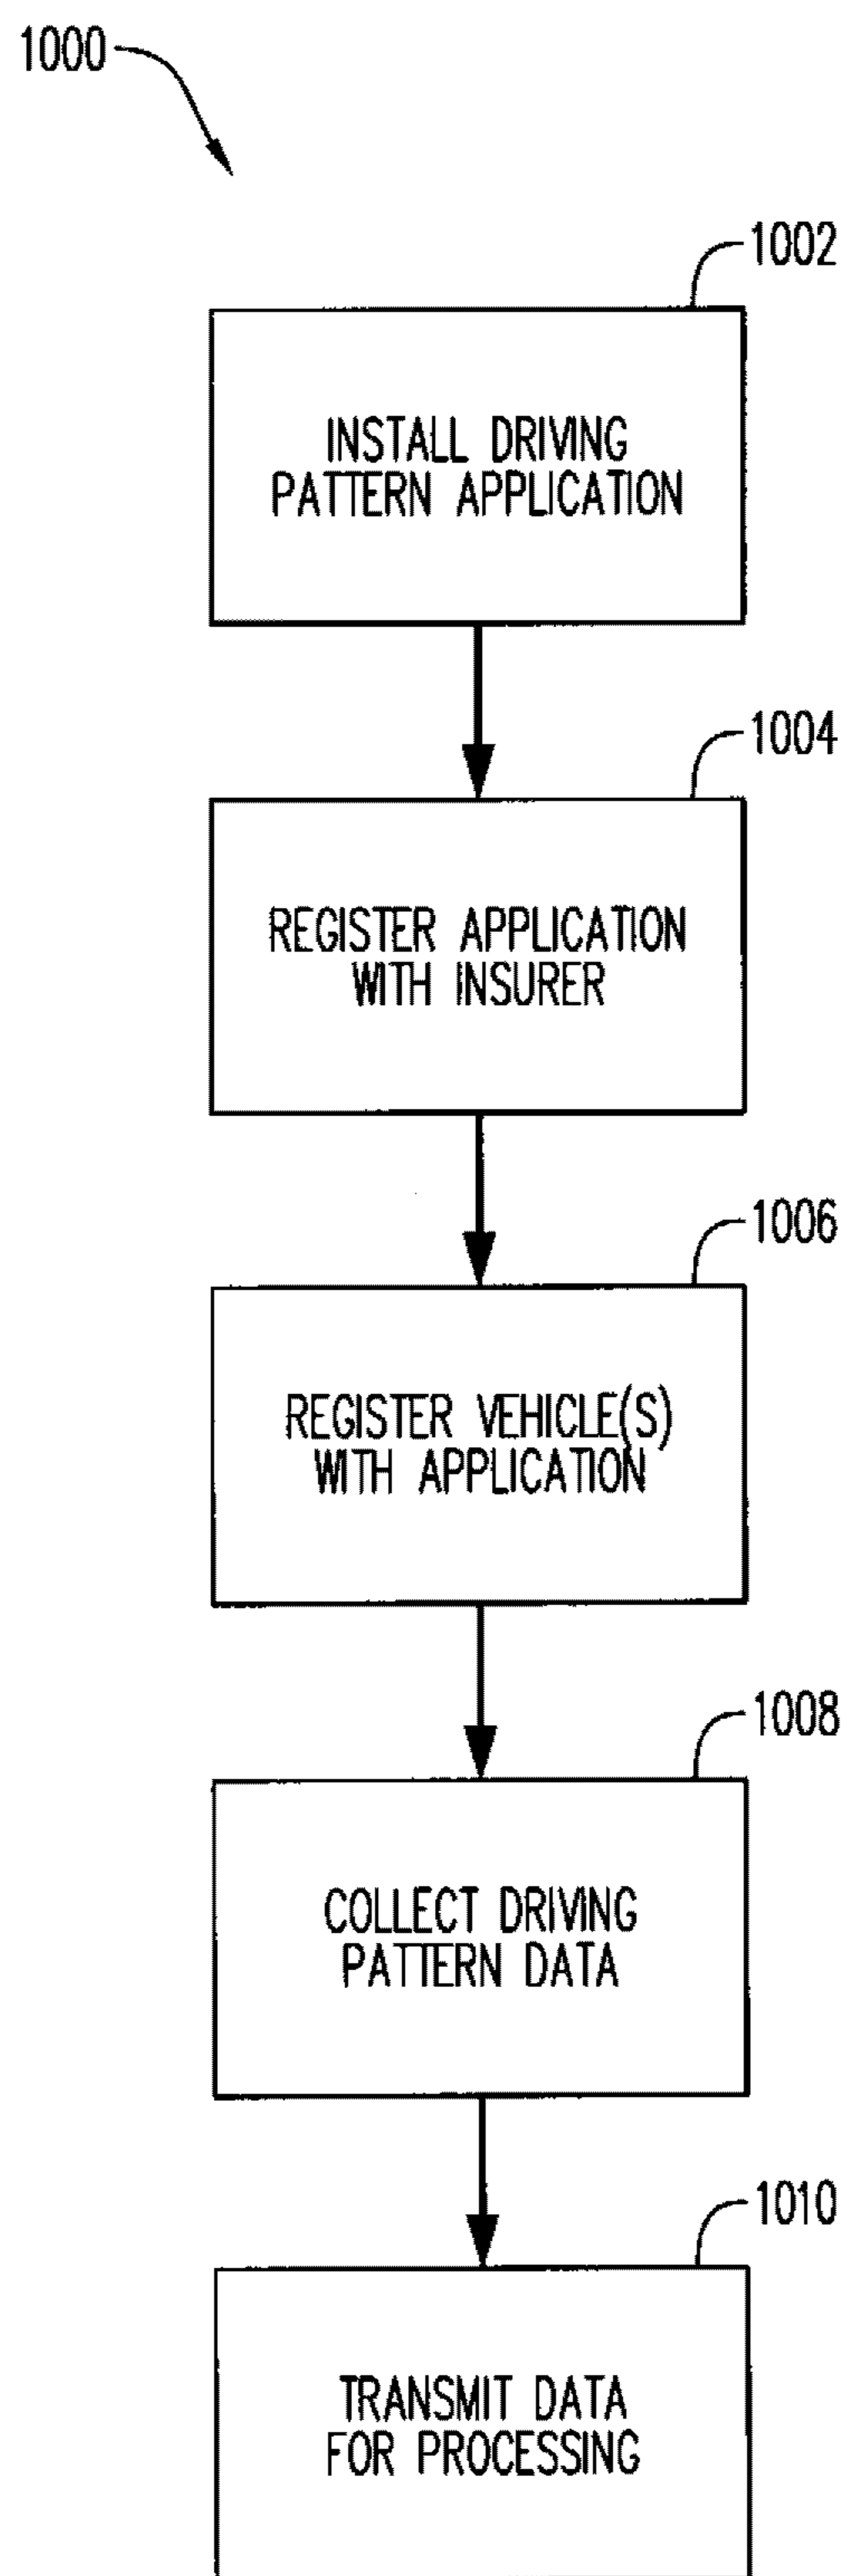 1000
1002
INSTALL DRIVING
PATTERN APPLICATION
1004
REGISTER APPLICATION
WITH INSURER
1006
REGISTER VEHICLE(S)
WITH APPLICATION
1008
COLLECT DRIVING
PATTERN DATA
1010
TRANSMIT DATA
FOR PROCESSING